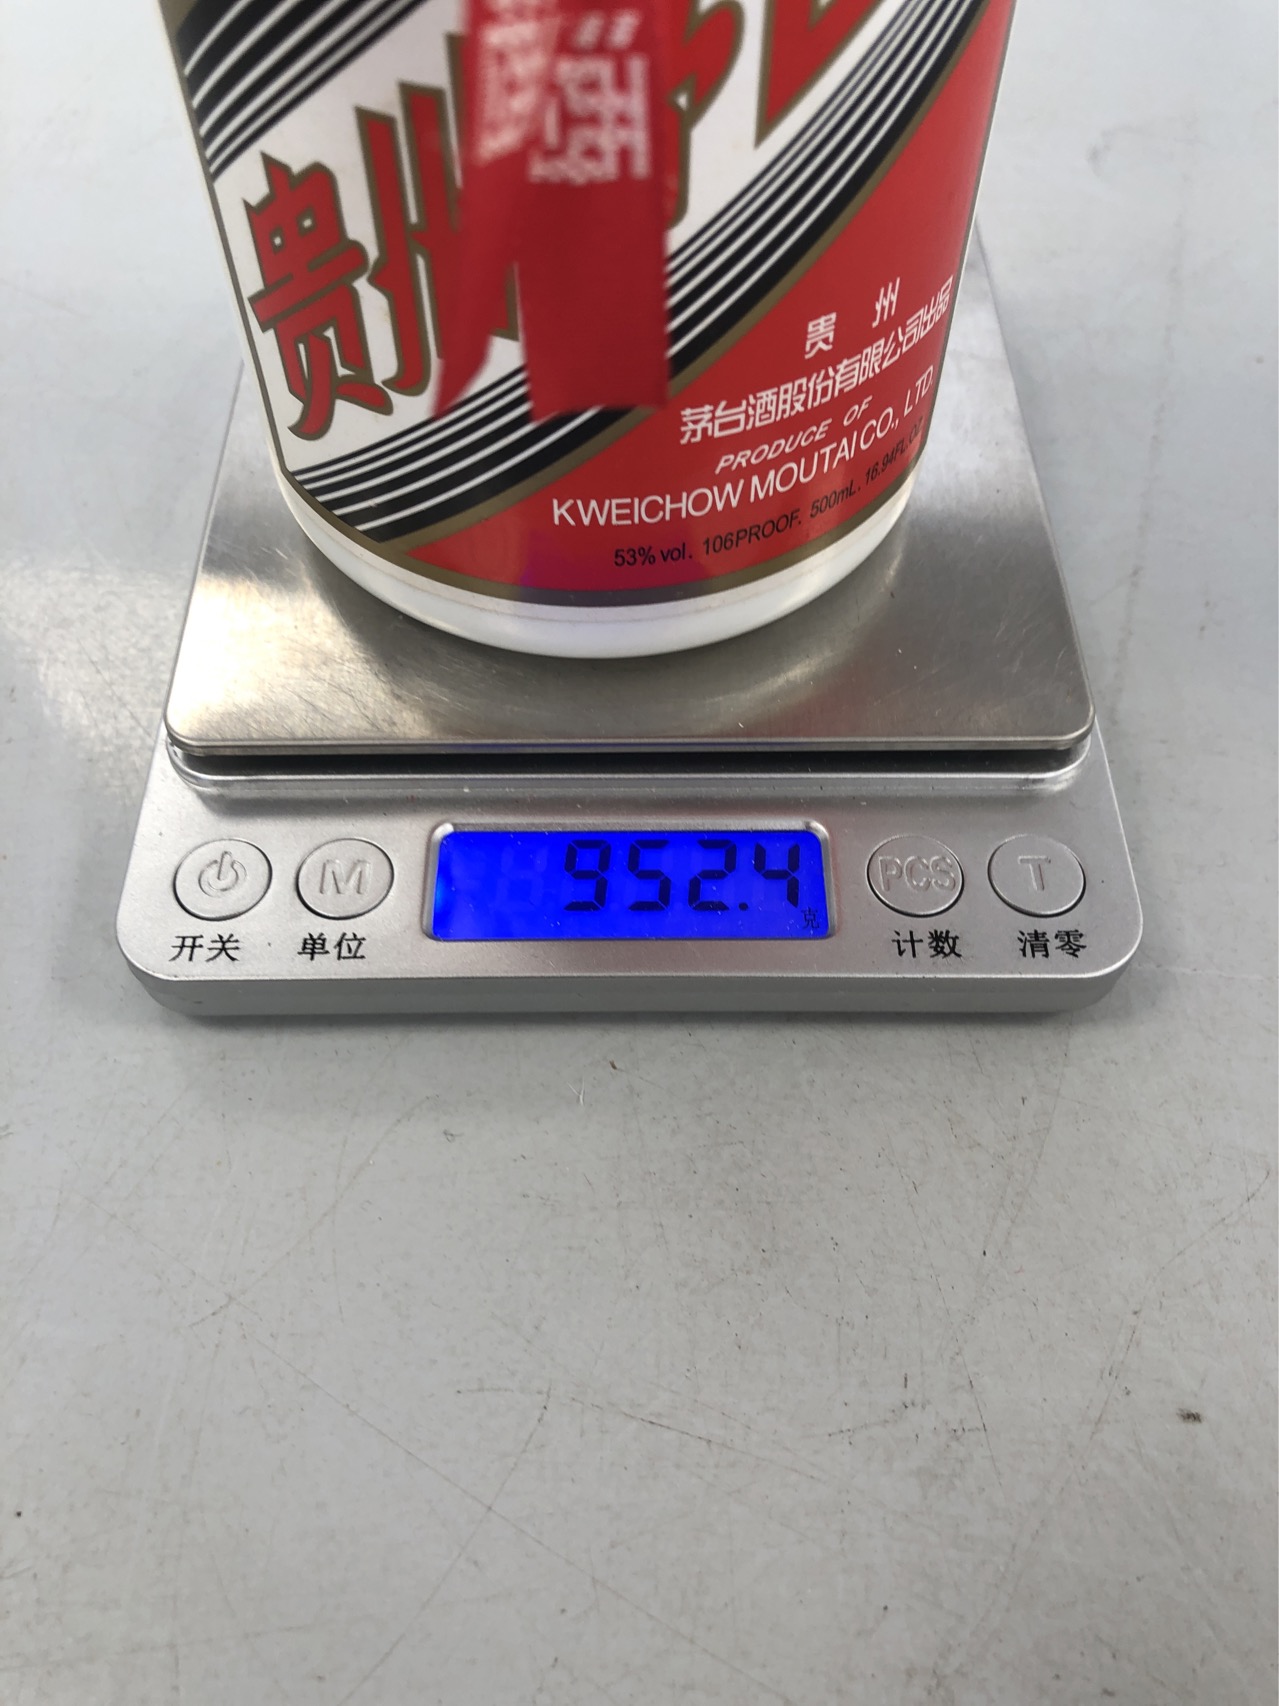 贵州
贵 州
茅台酒股份有限公司出品
PRODUCE OF
KWEICHOW MOUTAI CO., LTD.
53% vol. 106PROOF. 500mL. 16.94FL.OZ
952.4
克
M PCS T
开关 单位 计数 清零